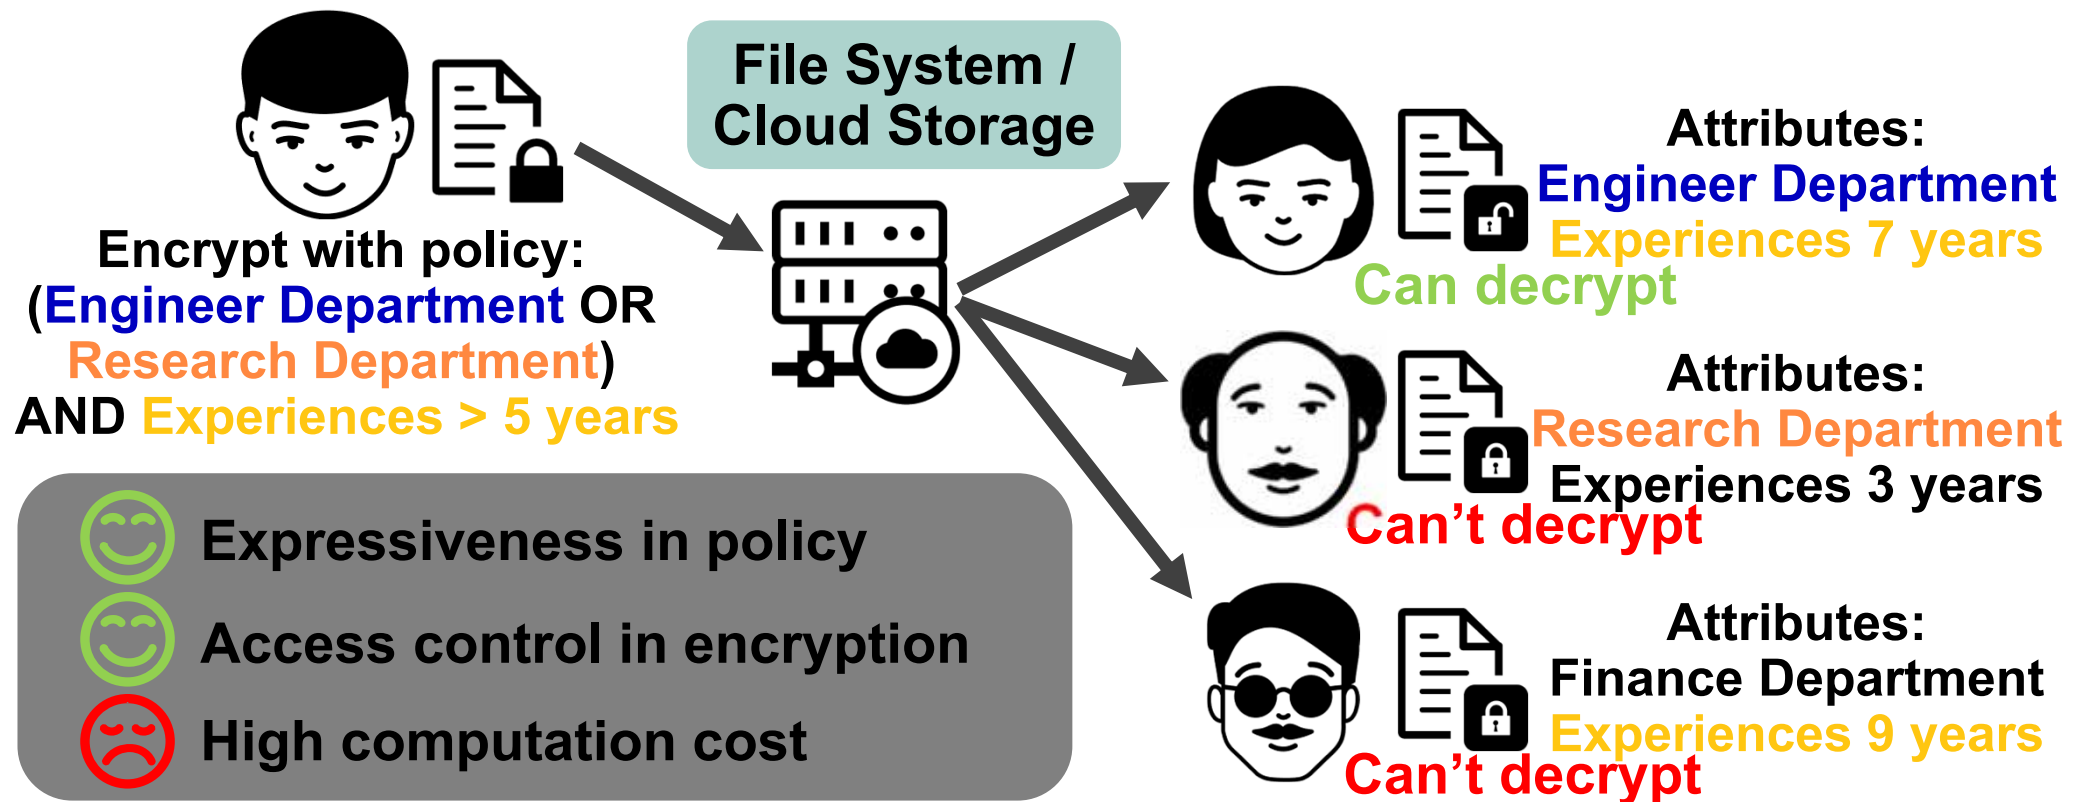 File System /
Cloud Storage
Encrypt with policy:
(Engineer Department OR
Research Department)
AND Experiences > 5 years
Attributes:
Engineer Department
Experiences 7 years
Can decrypt
Attributes:
Research Department
Experiences 3 years
Can’t decrypt
Attributes:
Finance Department
Experiences 9 years
Can’t decrypt
Expressiveness in policy
Access control in encryption
High computation cost